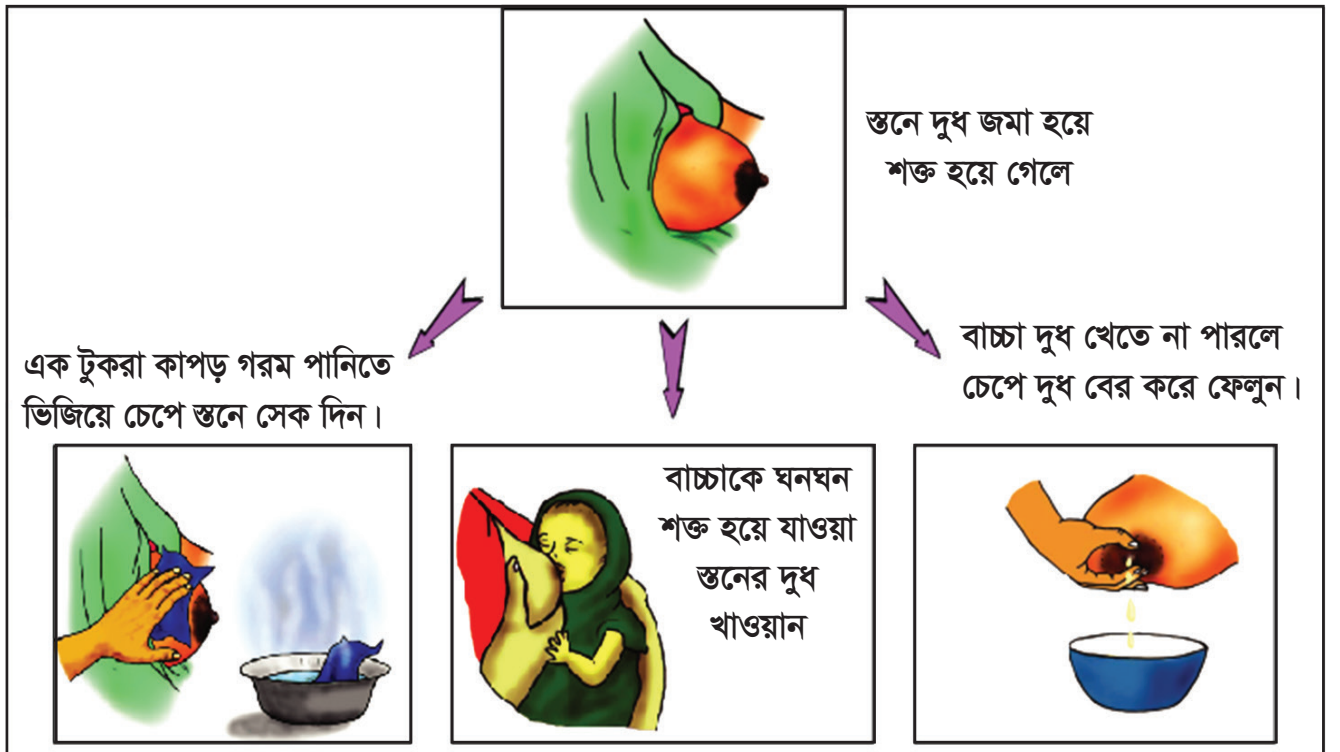 স্তনে দুধ জমা হয়ে
শক্ত হয়ে গেলে
এক টুকরা কাপড় গরম পানিতে
ভিজিয়ে চেপে স্তনে সেক দিন।
বাচ্চাকে ঘনঘন
শক্ত হয়ে যাওয়া
স্তনের দুধ
খাওয়ান
বাচ্চা দুধ খেতে না পারলে
চেপে দুধ বের করে ফেলুন।